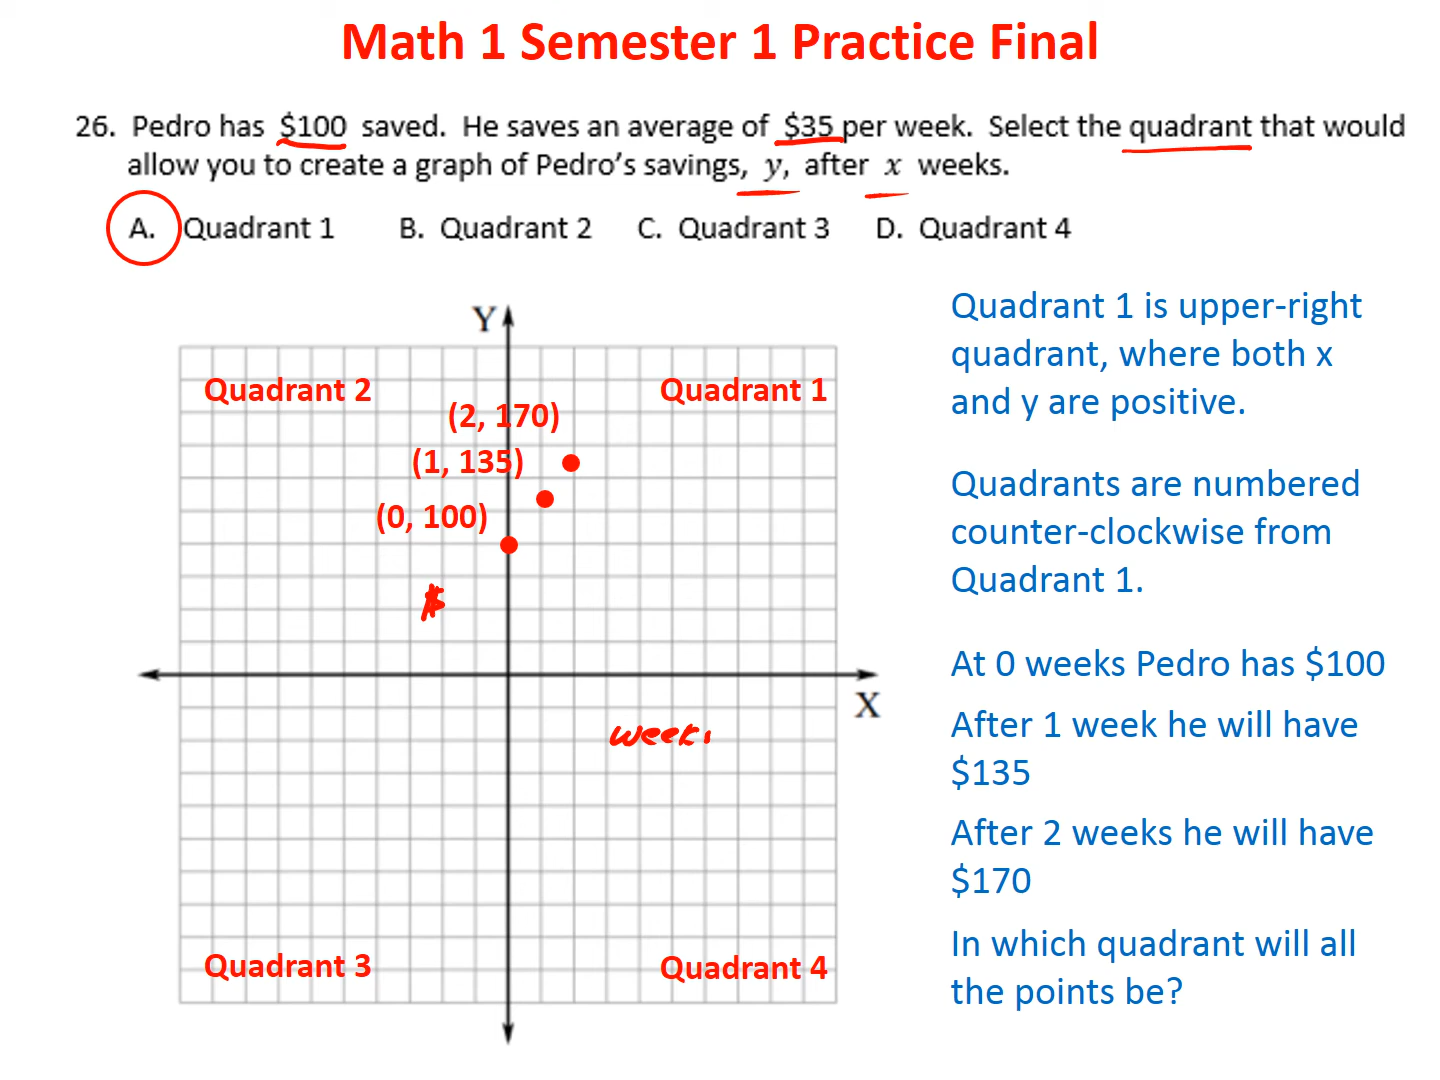 Math 1 Semester 1 Practice Final
26. Pedro has $100 saved. He saves an average of $35 per week. Select the quadrant that would
allow you to create a graph of Pedro's savings, y, after x weeks.
A. Quadrant 1 B. Quadrant 2 C. Quadrant 3 D. Quadrant 4
Y
Quadrant 2 Quadrant 1
(2, 170)
(1, 135)
(0, 100)
$
X
week
Quadrant 3 Quadrant 4
Quadrant 1 is upper-right
quadrant, where both x
and y are positive.
Quadrants are numbered
counter-clockwise from
Quadrant 1.
At 0 weeks Pedro has $100
After 1 week he will have
$135
After 2 weeks he will have
$170
In which quadrant will all
the points be?